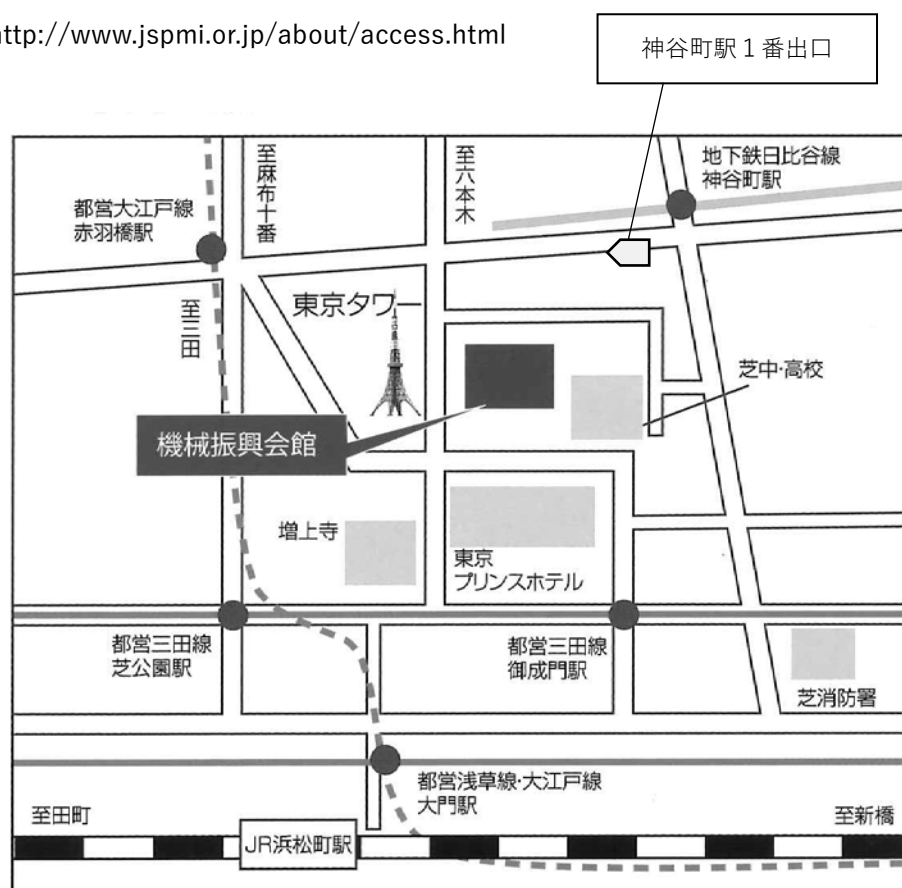 http://www.jspmi.or.jp/about/access.html
神谷町駅1番出口
至麻布十番
至六本木
地下鉄日比谷線
神谷町駅
都営大江戸線
赤羽橋駅
至三田
東京タワー
芝中・高校
機械振興会館
増上寺
東京
プリンスホテル
都営三田線
芝公園駅
都営三田線
御成門駅
芝消防署
都営浅草線・大江戸線
大門駅
至田町
至新橋
JR浜松町駅